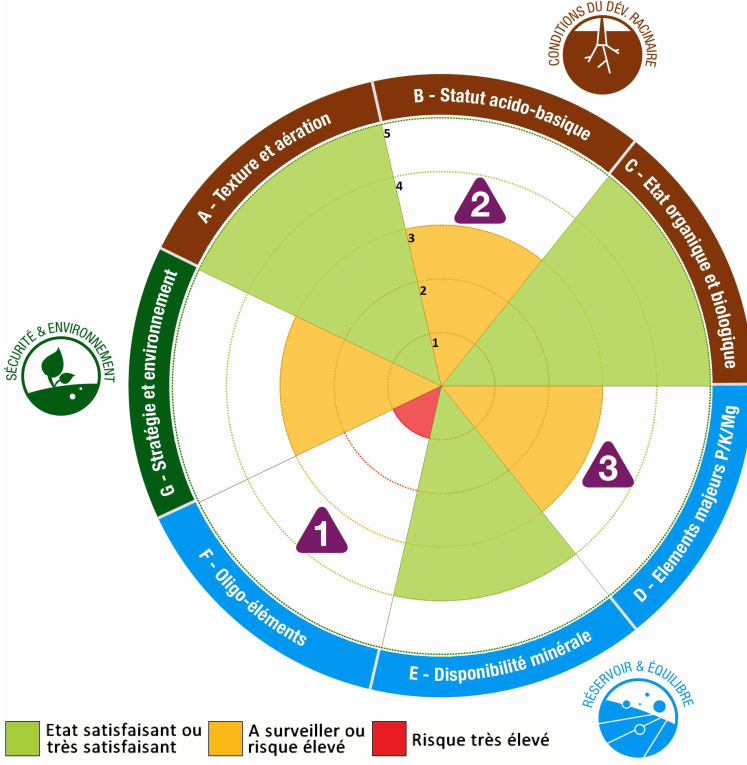 CONDITIONS DU DÉV. RACINAIRE
B - Statut acido-basique
A - Texture et aération
C - Etat organique et biologique
5
4
3
2
1
2
G - Stratégie et environnement
SÉCURITÉ & ENVIRONNEMENT
D - Elements majeurs P/K/Mg
3
1
F - Oligo-éléments
E - Disponibilité minérale
RÉSERVOIR & ÉQUILIBRE
Etat satisfaisant ou
très satisfaisant
A surveiller ou
risque élevé
Risque très élevé